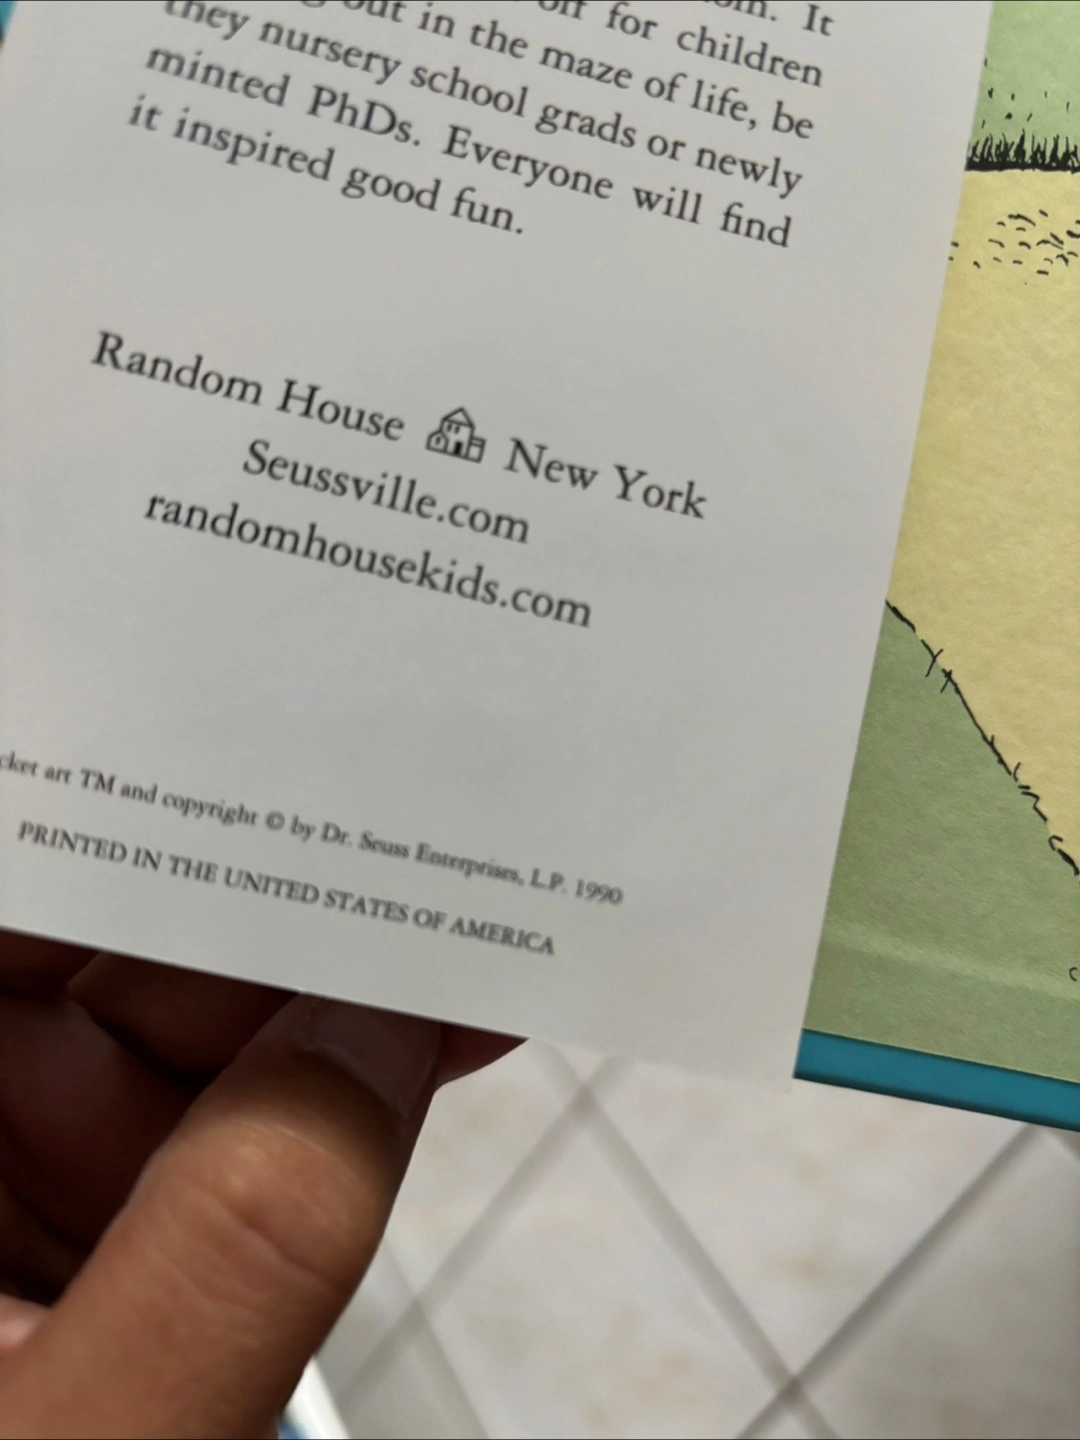 It
out in the maze of life, be
for children
they nursery school grads or newly
minted PhDs. Everyone will find
it inspired good fun.
Random House New York
Seussville.com
randomhousekids.com
art TM and copyright © by Dr. Seuss Enterprises, L.P. 1990
PRINTED IN THE UNITED STATES OF AMERICA